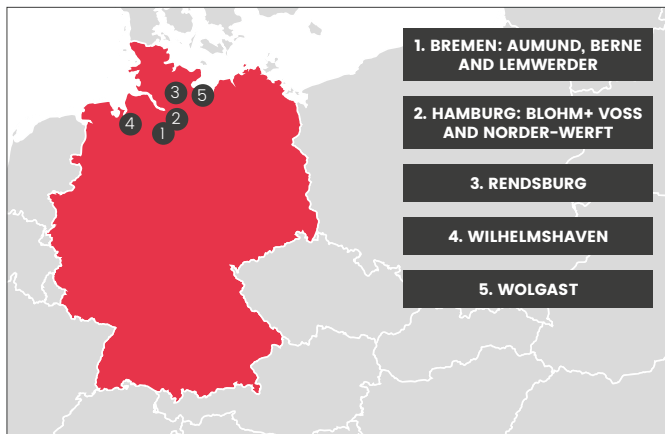 1. BREMEN: AUMUND, BERNE
AND LEMWERDER
2. HAMBURG: BLOHM+ VOSS
AND NORDER-WERFT
3. RENDSBURG
4. WILHELMSHAVEN
5. WOLGAST
3
5
2
4
1